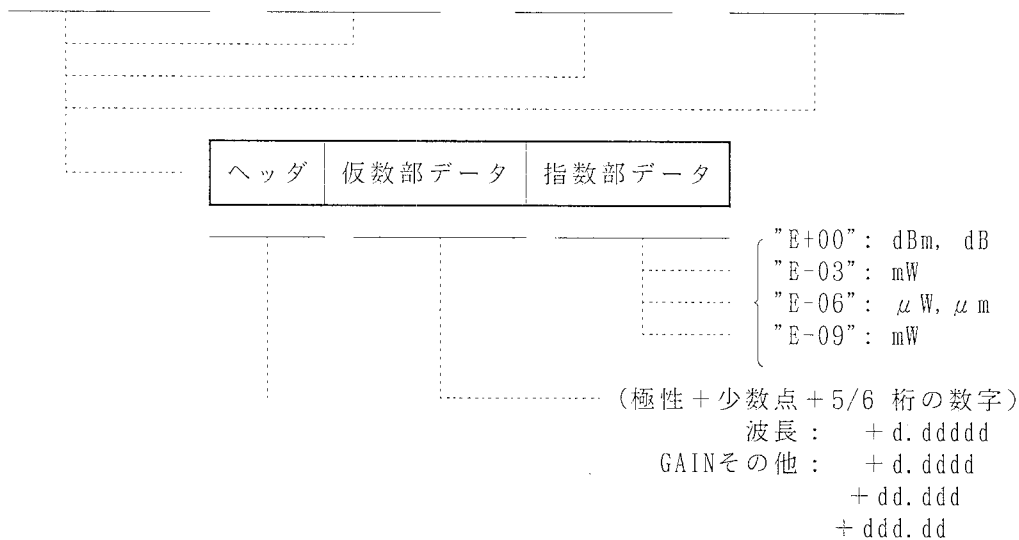 ヘッダ 仮数部データ 指数部データ
"E+00": dBm, dB
"E-03": mW
"E-06": μW, μm
"E-09": mW
(極性+少数点+5/6 桁の数字)
波長: +d.ddddd
GAINその他: +d.dddd
+dd.ddd
+ddd.dd